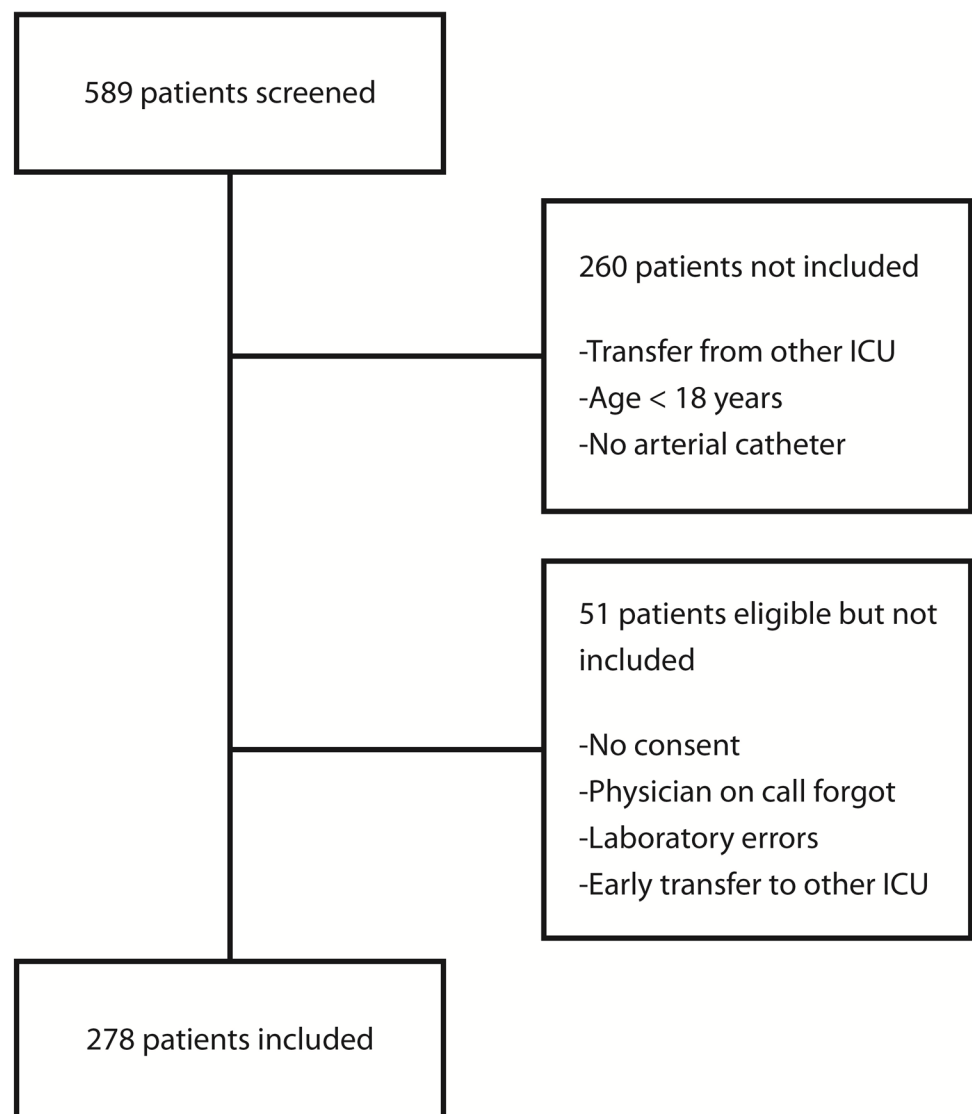 589 patients screened
260 patients not included
-Transfer from other ICU
-Age < 18 years
-No arterial catheter
51 patients eligible but not
included
-No consent
-Physician on call forgot
-Laboratory errors
-Early transfer to other ICU
278 patients included